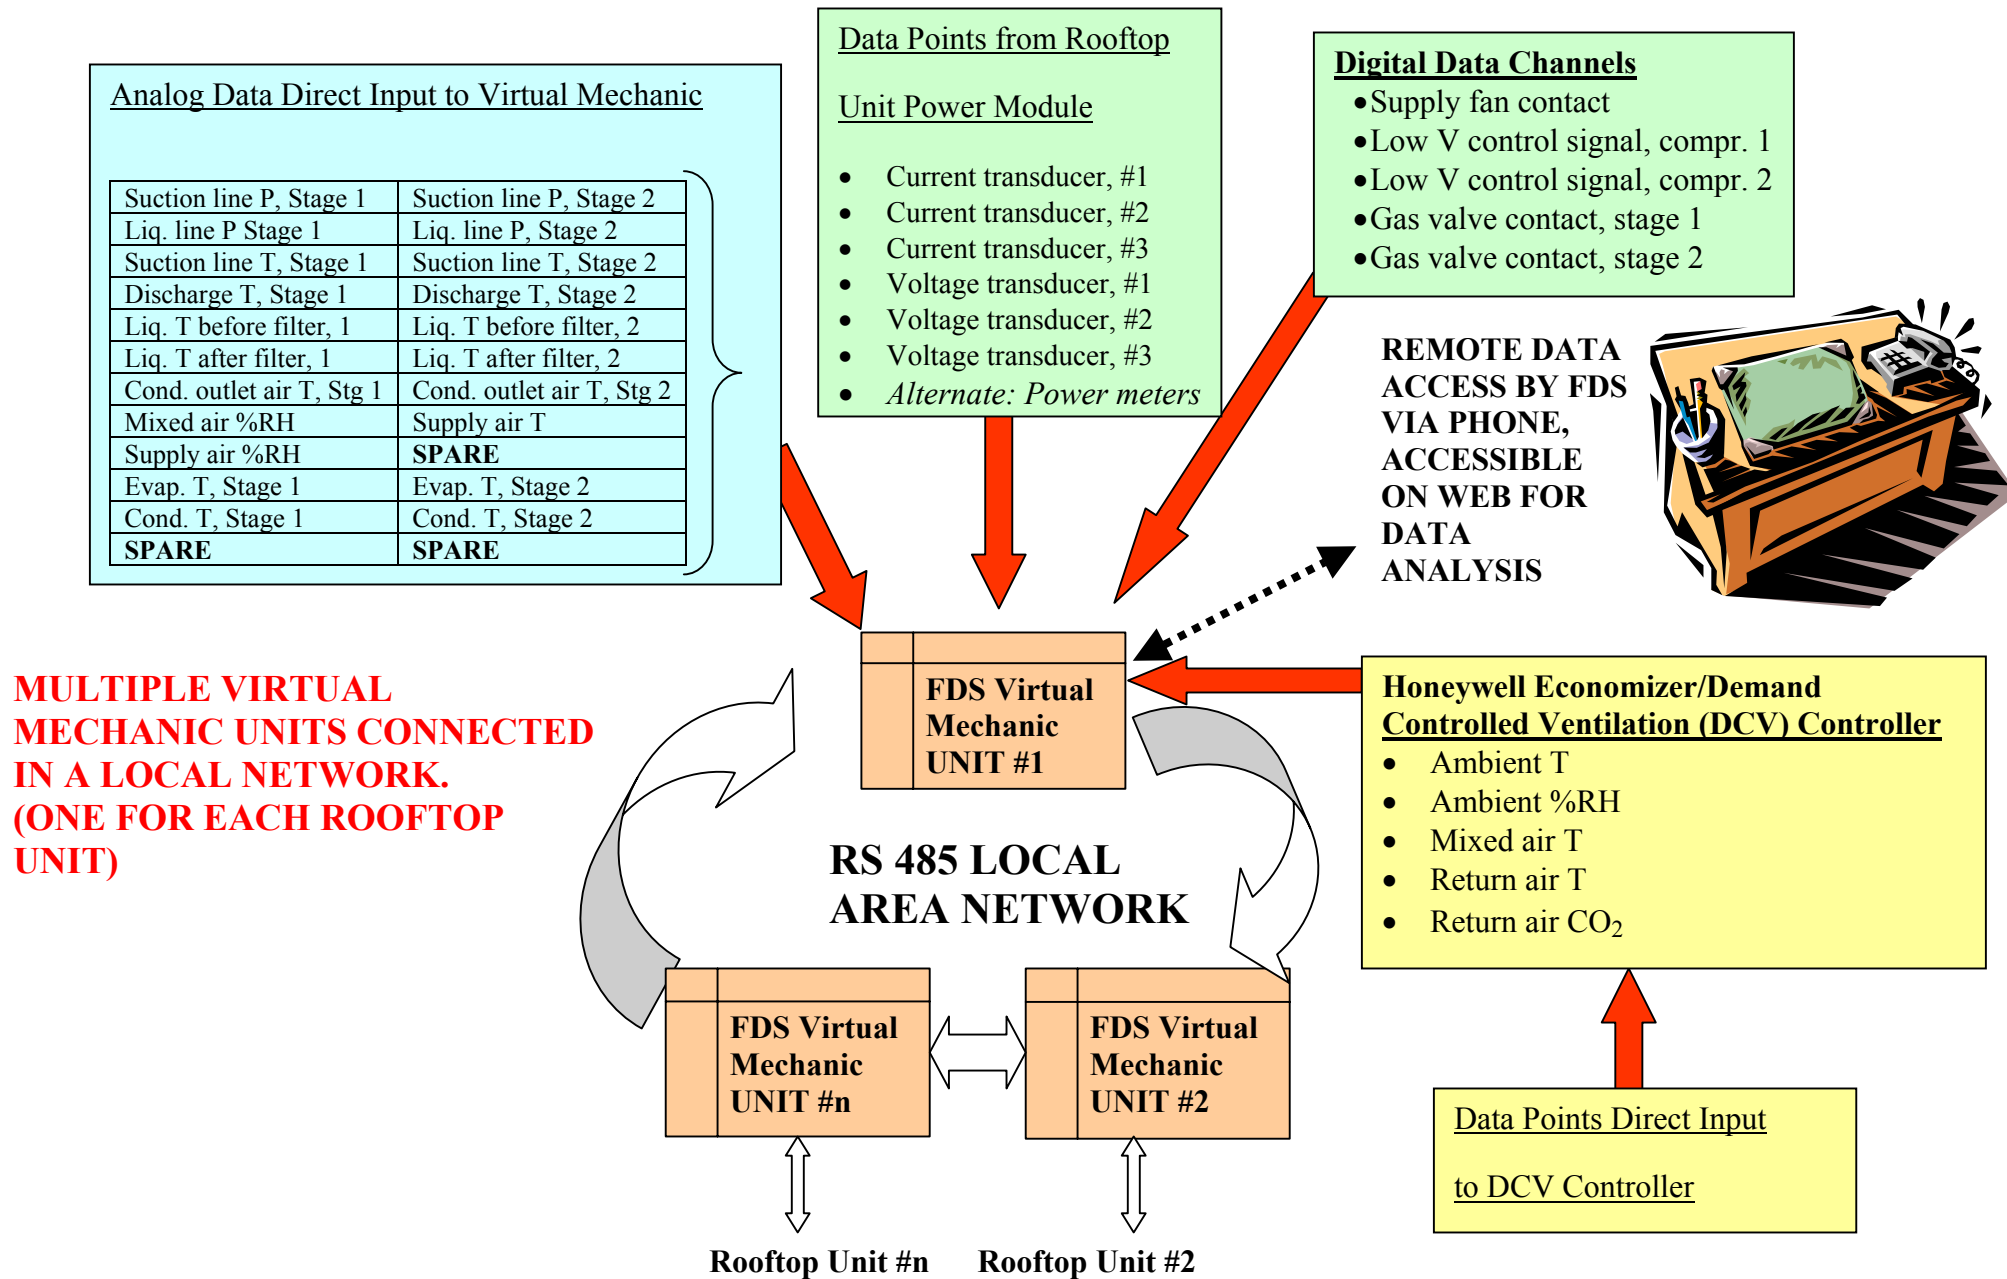 Analog Data Direct Input to Virtual Mechanic
Suction line P, Stage 1 Suction line P, Stage 2
Liq. line P Stage 1 Liq. line P, Stage 2
Suction line T, Stage 1 Suction line T, Stage 2
Discharge T, Stage 1 Discharge T, Stage 2
Liq. T before filter, 1 Liq. T before filter, 2
Liq. T after filter, 1 Liq. T after filter, 2
Cond. outlet air T, Stg 1 Cond. outlet air T, Stg 2
Mixed air %RH Supply air T
Supply air %RH SPARE
Evap. T, Stage 1 Evap. T, Stage 2
Cond. T, Stage 1 Cond. T, Stage 2
SPARE SPARE
Data Points from Rooftop
Unit Power Module
• Current transducer, #1
• Current transducer, #2
• Current transducer, #3
• Voltage transducer, #1
• Voltage transducer, #2
• Voltage transducer, #3
• Alternate: Power meters
Digital Data Channels
•Supply fan contact
•Low V control signal, compr. 1
•Low V control signal, compr. 2
•Gas valve contact, stage 1
•Gas valve contact, stage 2
REMOTE DATA
ACCESS BY FDS
VIA PHONE,
ACCESSIBLE
ON WEB FOR
DATA
ANALYSIS
MULTIPLE VIRTUAL
MECHANIC UNITS CONNECTED
IN A LOCAL NETWORK.
(ONE FOR EACH ROOFTOP
UNIT)
FDS Virtual
Mechanic
UNIT #1
Honeywell Economizer/Demand
Controlled Ventilation (DCV) Controller
• Ambient T
• Ambient %RH
• Mixed air T
• Return air T
• Return air CO₂
RS 485 LOCAL
AREA NETWORK
FDS Virtual
Mechanic
UNIT #n
FDS Virtual
Mechanic
UNIT #2
Data Points Direct Input
to DCV Controller
Rooftop Unit #n
Rooftop Unit #2